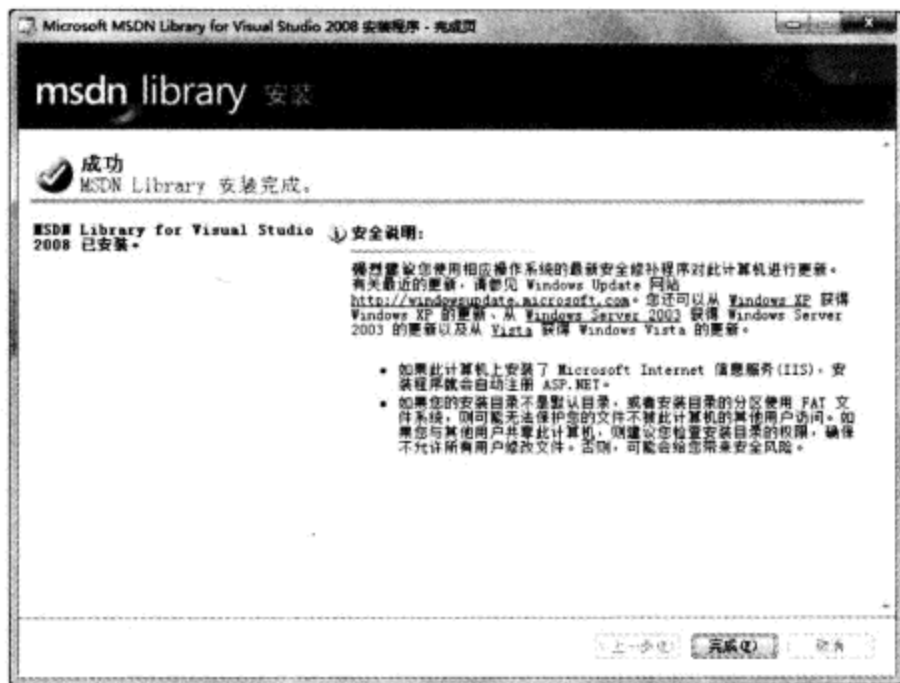 Microsoft MSDN Library for Visual Studio 2008 安装程序 - 完成页
msdn library 安装
成功
MSDN Library 安装完成。
MSDN Library for Visual Studio
2008 已安装。
安全说明:
强烈建议您使用相应操作系统的最新安全修补程序对此计算机进行更新。
有关最近的更新，请参见 Windows Update 网站
http://windowsupdate.microsoft.com。您还可以从 Windows XP 获得
Windows XP 的更新、从 Windows Server 2003 获得 Windows Server
2003 的更新以及从 Vista 获得 Windows Vista 的更新。
• 如果此计算机上安装了 Microsoft Internet 信息服务(IIS)，安
装程序就会自动注册 ASP.NET。
• 如果您的安装目录不是默认目录，或者安装目录的分区使用 FAT 文
件系统，则可能无法保护您的文件不被此计算机的其他用户访问。如
果您与其他用户共享此计算机，则建议您检查安装目录的权限，确保
不允许所有用户修改文件。否则，可能会给您带来安全风险。
上一步(E) 完成(F) 取消